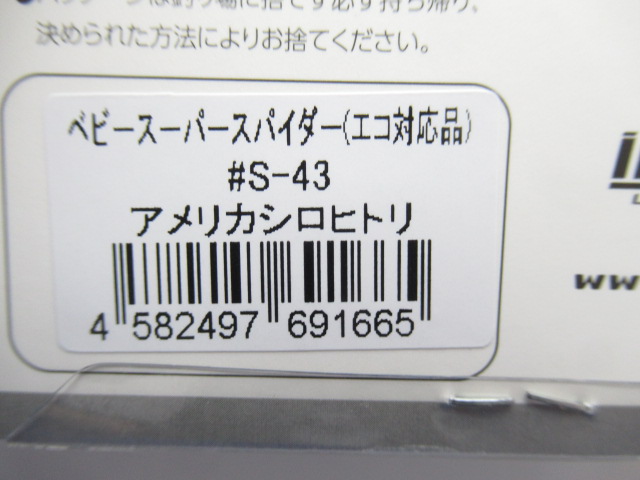 決められた方法によりお捨てください。
ベビースーパースパイダー(エコ対応品)
#S-43
アメリカシロヒトリ
4 582497 691665